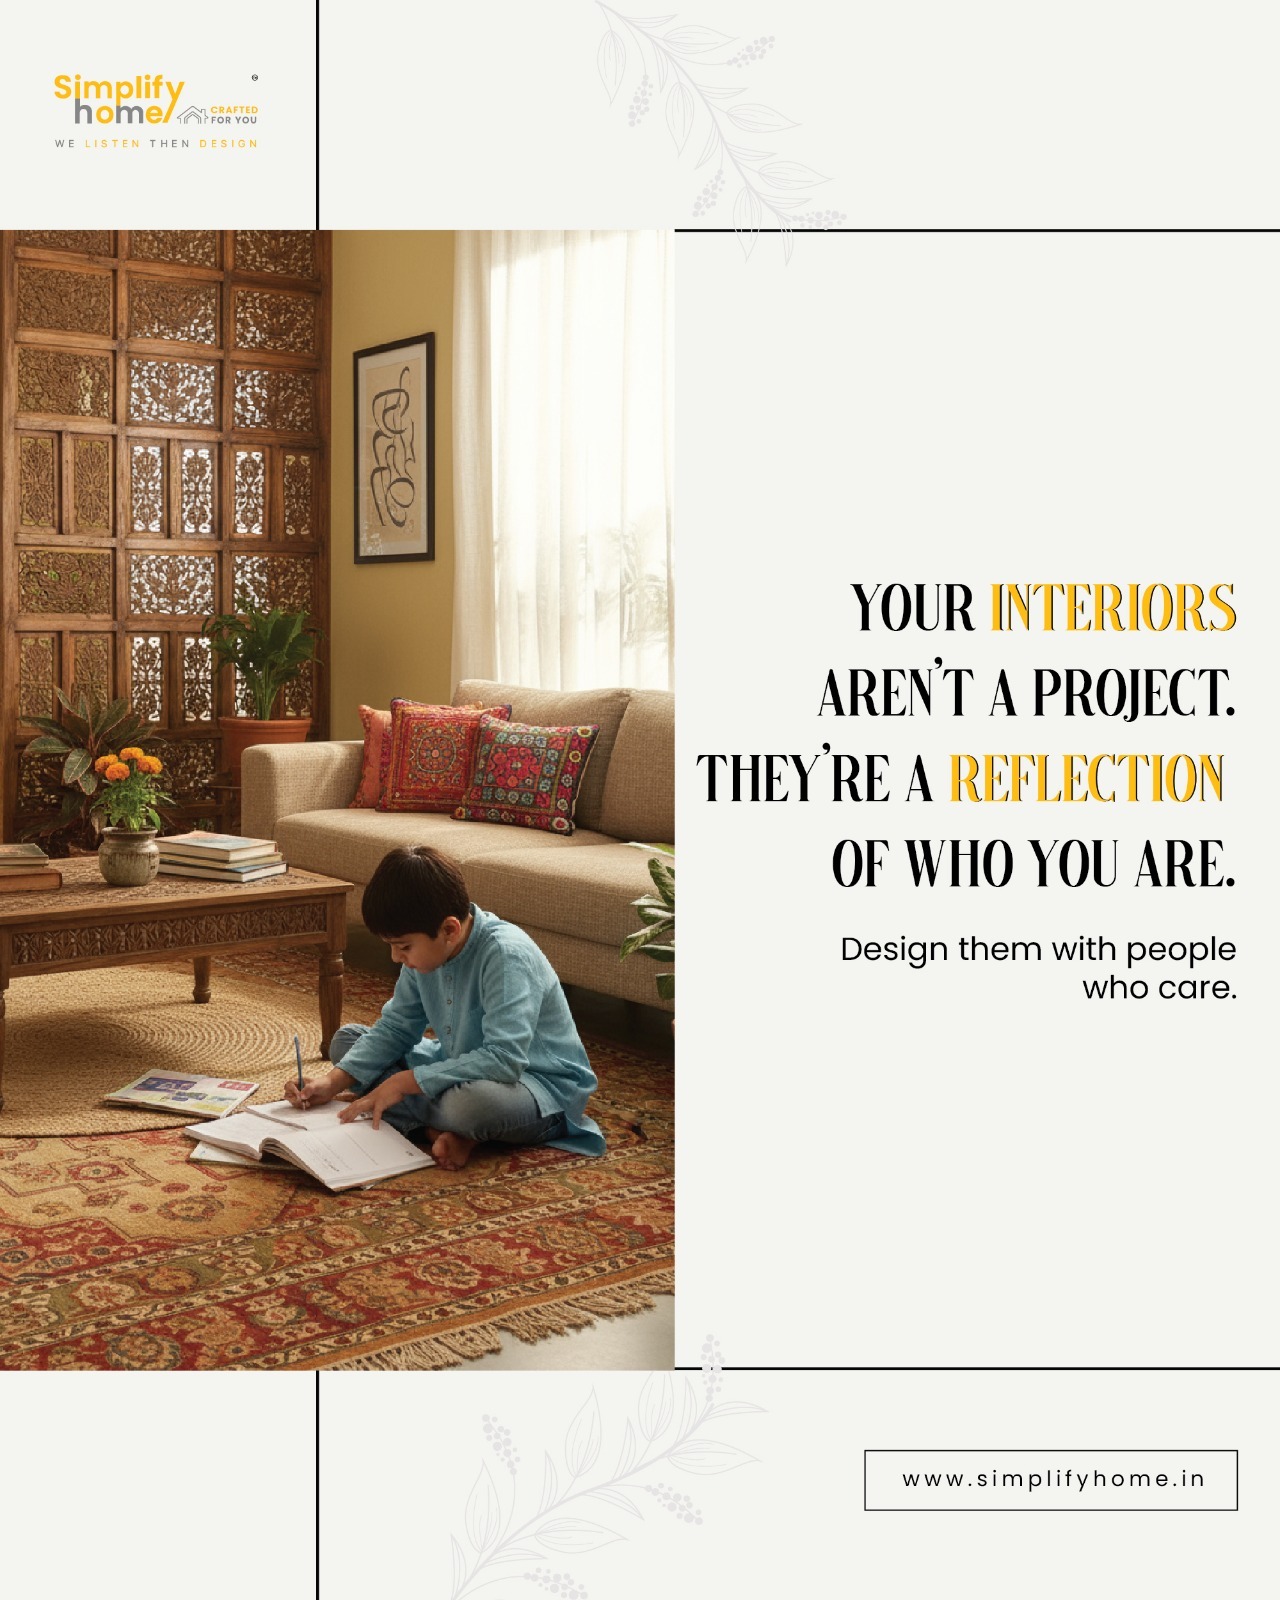 Simplify
home
CRAFTED
FOR YOU
WE LISTEN THEN DESIGN
YOUR INTERIORS
AREN'T A PROJECT.
THEY'RE A REFLECTION
OF WHO YOU ARE.
Design them with people
who care.
www.simplifyhome.in